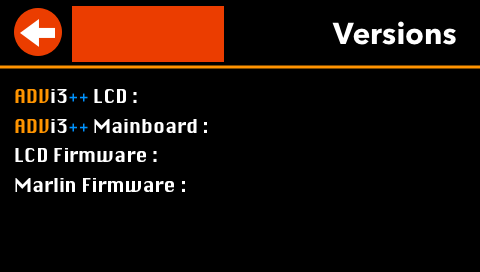 Versions
ADVi3++ LCD :
ADVi3++ Mainboard :
LCD Firmware :
Marlin Firmware :